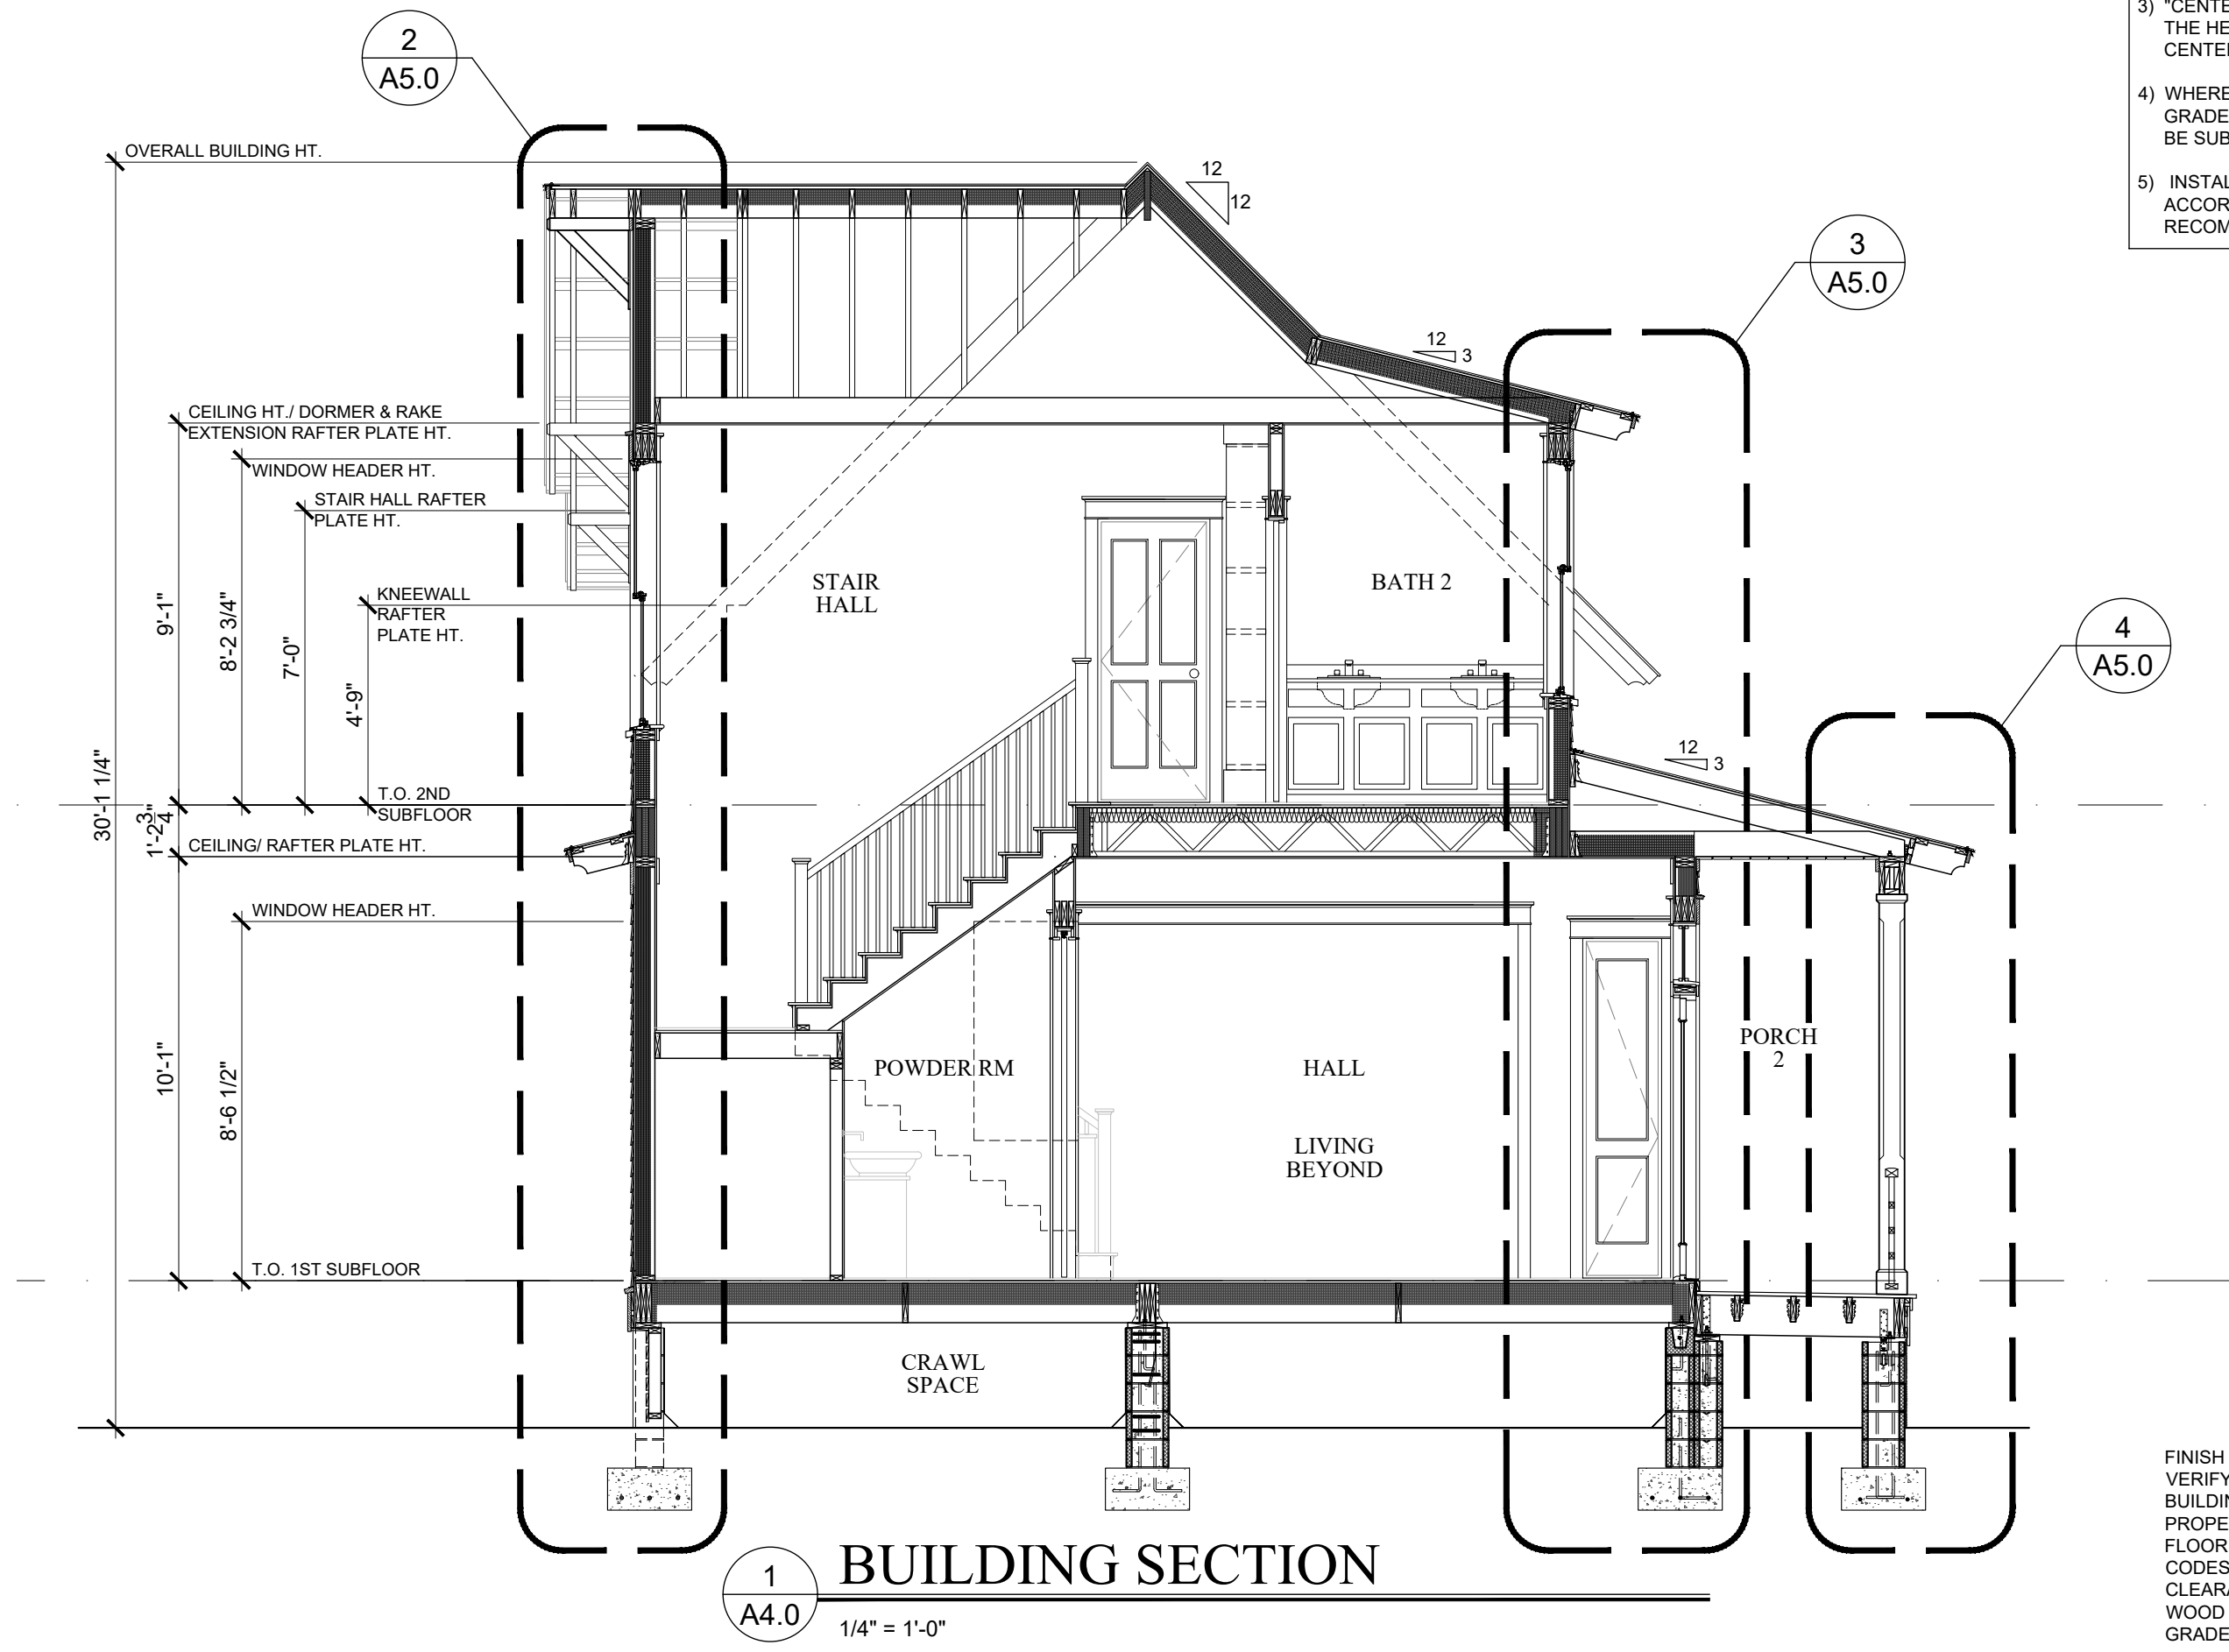 2
A5.0
3) "CENTE
THE HE
CENTE
4) WHERE
GRADE
BE SUB
5) INSTAL
ACCOR
RECOM
OVERALL BUILDING HT.
12
12
3
A5.0
12
3
CEILING HT./ DORMER & RAKE
EXTENSION RAFTER PLATE HT.
WINDOW HEADER HT.
STAIR HALL RAFTER
PLATE HT.
KNEEWALL
RAFTER
PLATE HT.
9'-1"
8'-2 3/4"
7'-0"
4'-9"
STAIR
HALL
BATH 2
4
A5.0
12
3
30'-1 1/4"
1'-2 3/4"
T.O. 2ND
SUBFLOOR
CEILING/ RAFTER PLATE HT.
WINDOW HEADER HT.
10'-1"
8'-6 1/2"
POWDER RM
HALL
LIVING
BEYOND
PORCH
2
T.O. 1ST SUBFLOOR
CRAWL
SPACE
FINISH
VERIFY
BUILDIN
PROPE
FLOOR
CODES
CLEARA
WOOD
GRADE
1
A4.0
BUILDING SECTION
1/4" = 1'-0"